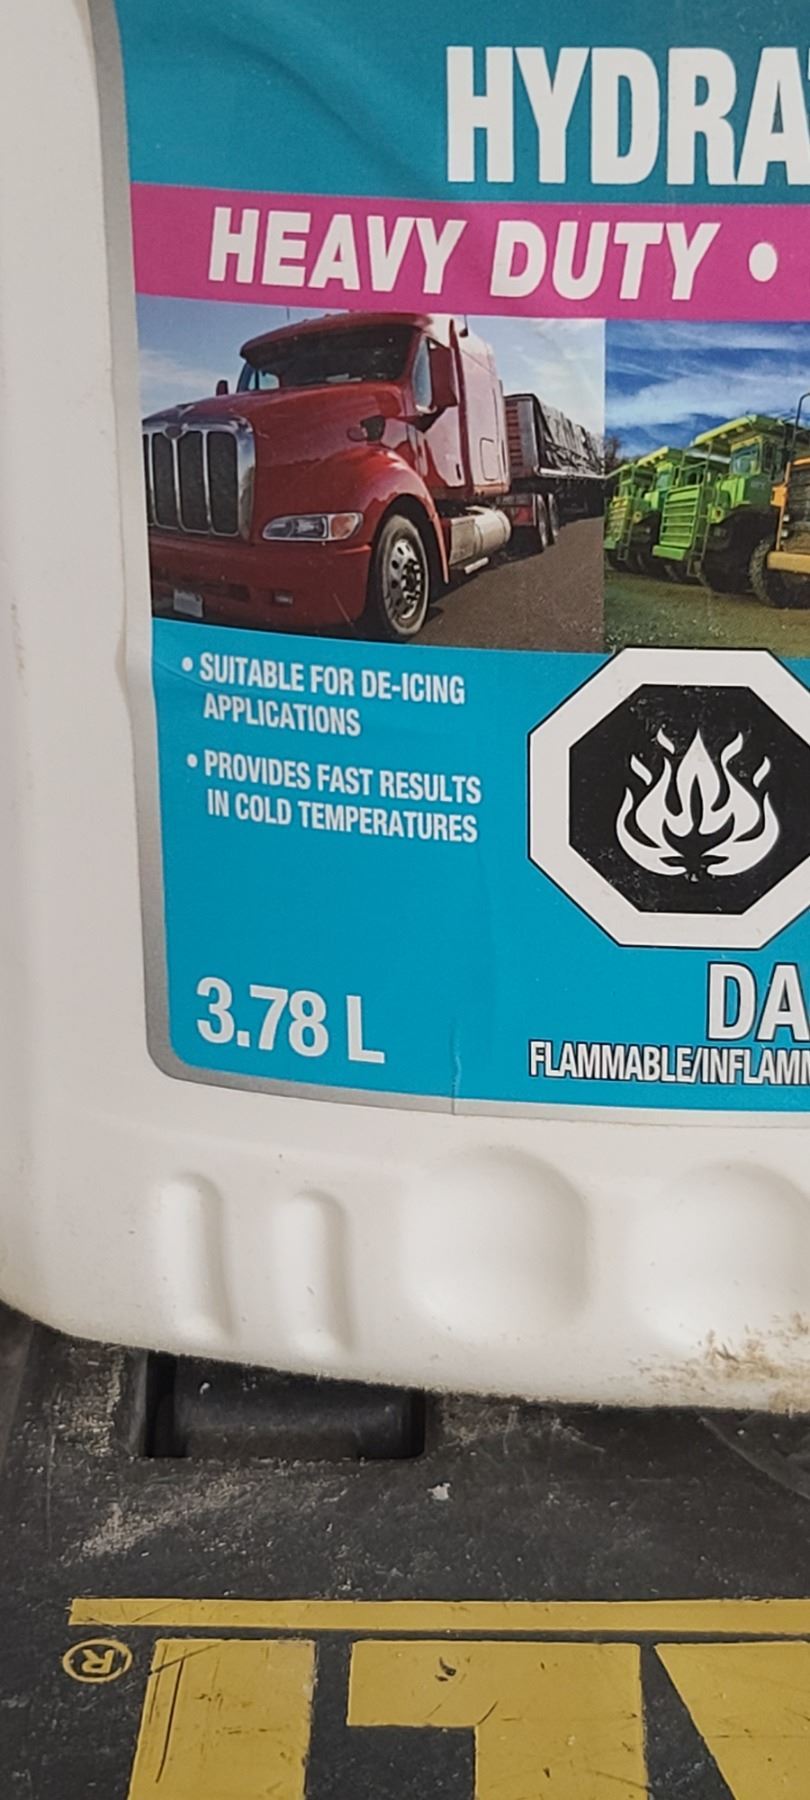 HYDRA
HEAVY DUTY •
• SUITABLE FOR DE-ICING
APPLICATIONS
• PROVIDES FAST RESULTS
IN COLD TEMPERATURES
3.78 L
DA
FLAMMABLE/INFLAMM
®